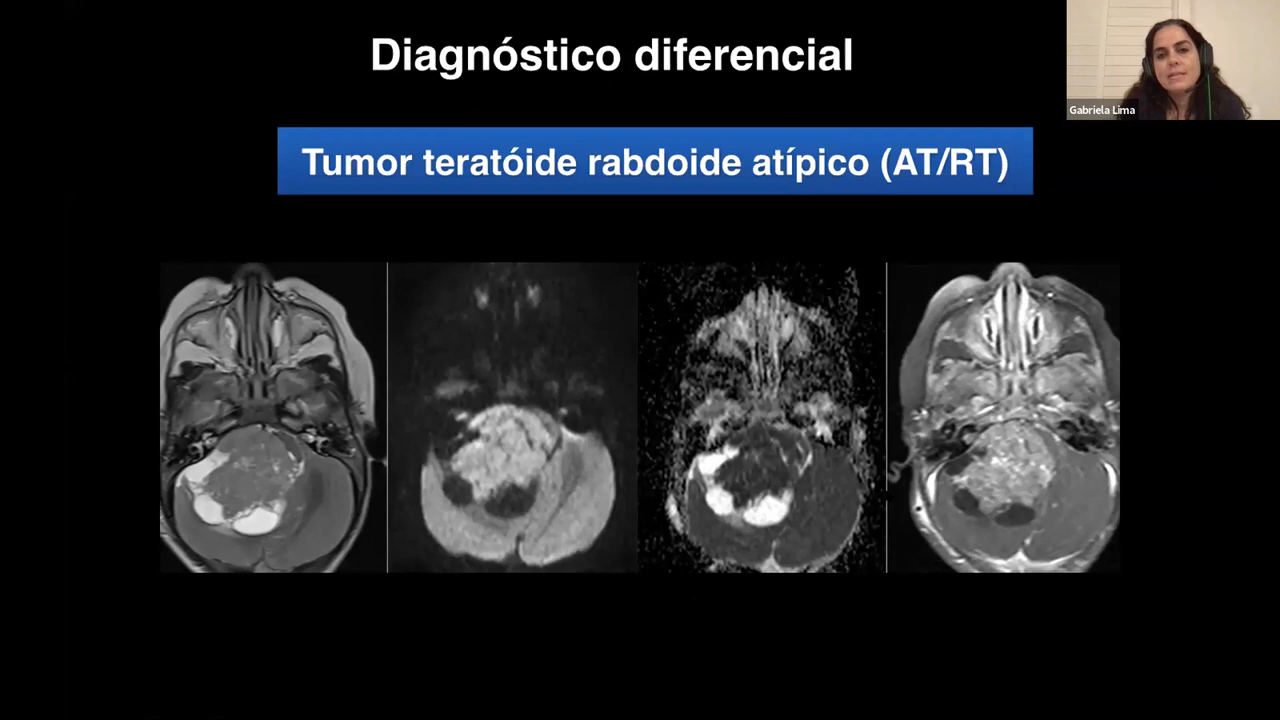 Diagnóstico diferencial
Gabriela Lima
Tumor teratóide rabdoide atípico (AT/RT)